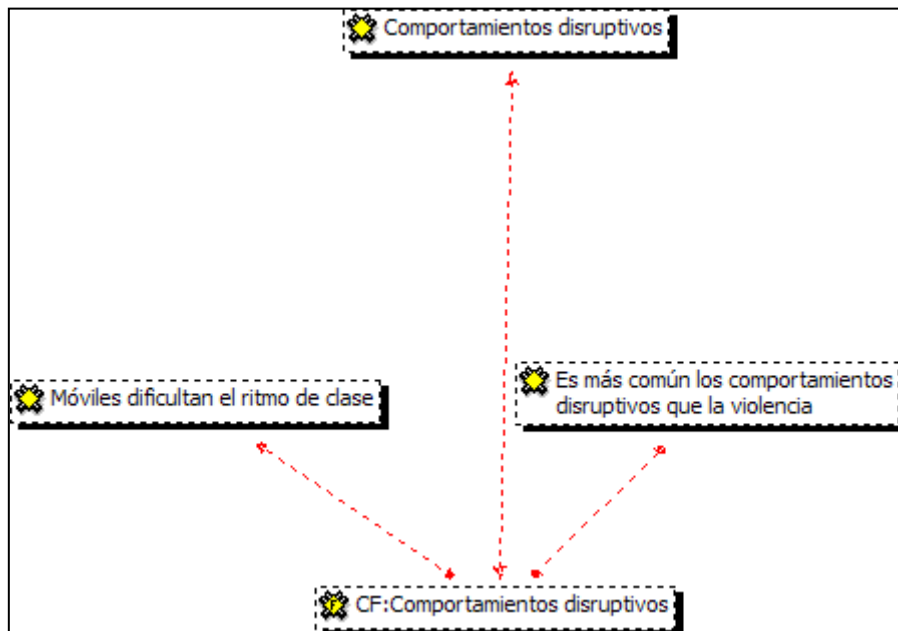 Comportamientos disruptivos
Móviles dificultan el ritmo de clase
Es más común los comportamientos
disruptivos que la violencia
F CF:Comportamientos disruptivos